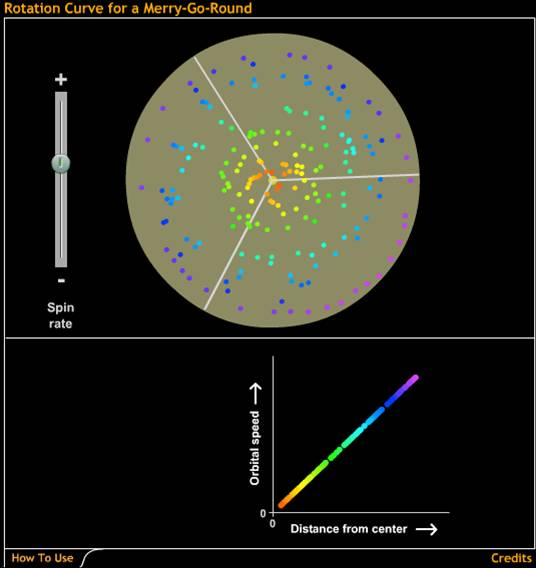 Rotation Curve for a Merry-Go-Round
+
-
Spin
rate
Orbital speed →
0
0
Distance from center →
How To Use
Credits